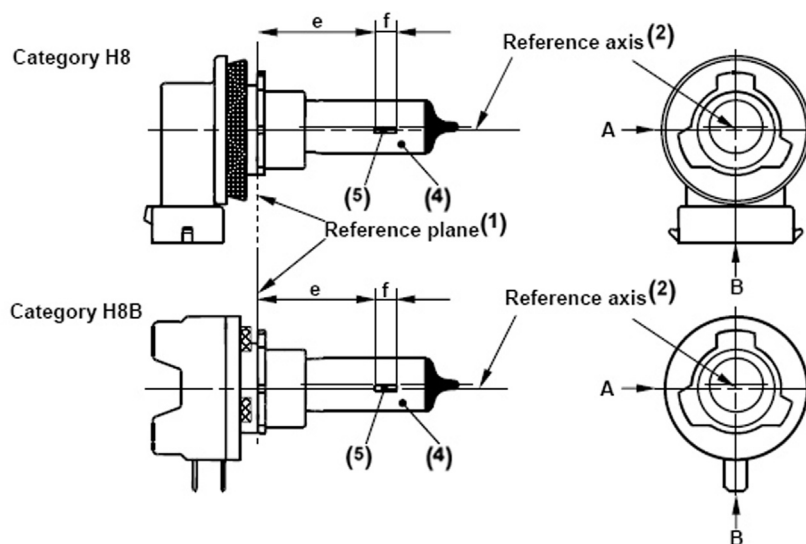 e f
Reference axis(2)
Category H8
A
(5) (4)
Reference plane(1)
B
e f
Reference axis(2)
Category H8B
A
(5) (4)
B